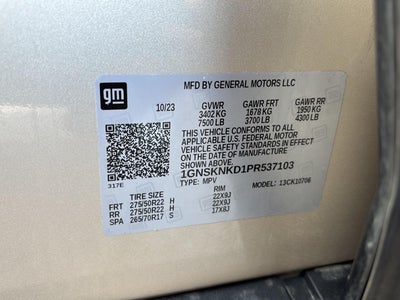 gm
MFD BY GENERAL MOTORS LLC
10/23 GVWR GAWR FRT GAWR RR
3402 KG 1678 KG 1950 KG
7500 LB 3700 LB 4300 LB
THIS VEHICLE CONFORMS TO ALL
APPLICABLE U.S. FEDERAL MOTOR
VEHICLE SAFETY STANDARDS IN EFFECT ON
THE DATE OF MANUFACTURE SHOWN ABOVE.
1GNSKNKD1PR537103
317E TYPE: MPV MODEL: 13CK10706
TIRE SIZE RIM
FRT 275/50R22 H 22X9J
RR 275/50R22 H 22X9J
SPA 265/70R17 S 17X8J